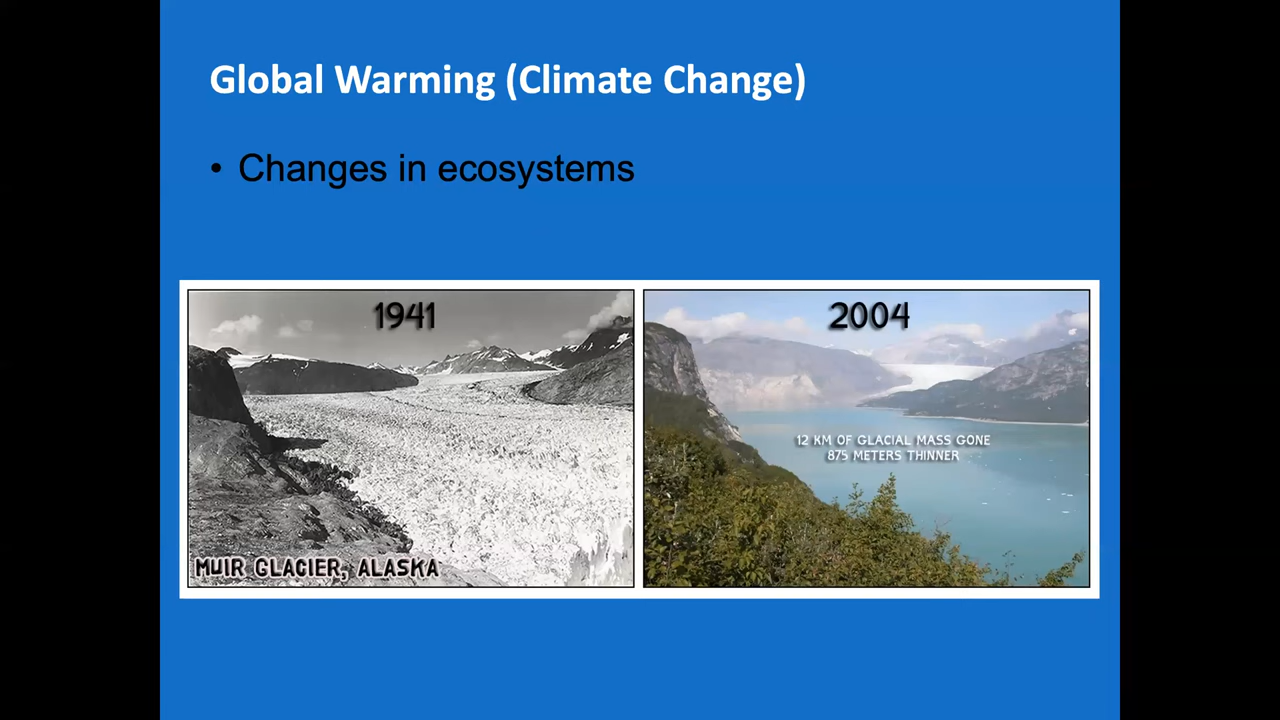 Global Warming (Climate Change)
• Changes in ecosystems
1941
2004
12 KM OF GLACIAL MASS GONE
875 METERS THINNER
MUIR GLACIER, ALASKA